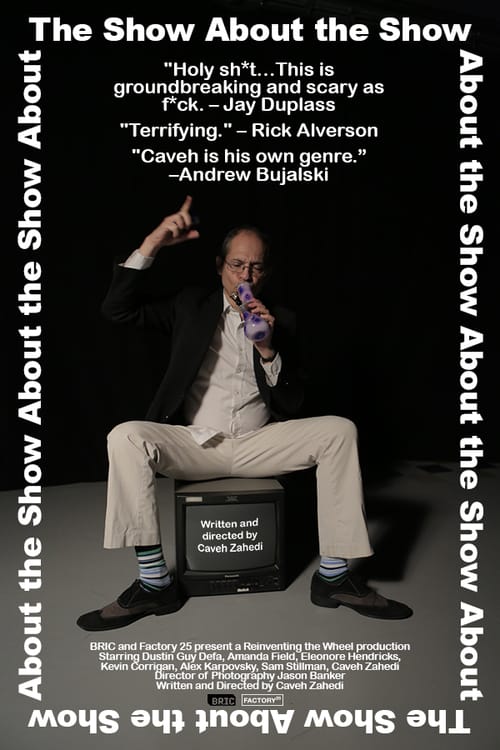 The Show About the Show
About the Show About the Show About
"Holy sh*t...This is
groundbreaking and scary as
f*ck. – Jay Duplass
"Terrifying." – Rick Alverson
"Caveh is his own genre.”
–Andrew Bujalski
Written and
directed by
Caveh Zahedi
Panasonic
BRIC and Factory 25 present a Reinventing the Wheel production
Starring Dustin Guy Defa, Amanda Field, Eleonore Hendricks,
Kevin Corrigan, Alex Karpovsky, Sam Stillman, Caveh Zahedi
Director of Photography Jason Banker
Written and Directed by Caveh Zahedi
BRIC
FACTORY25
About the Show About the Show About
The Show About the Show